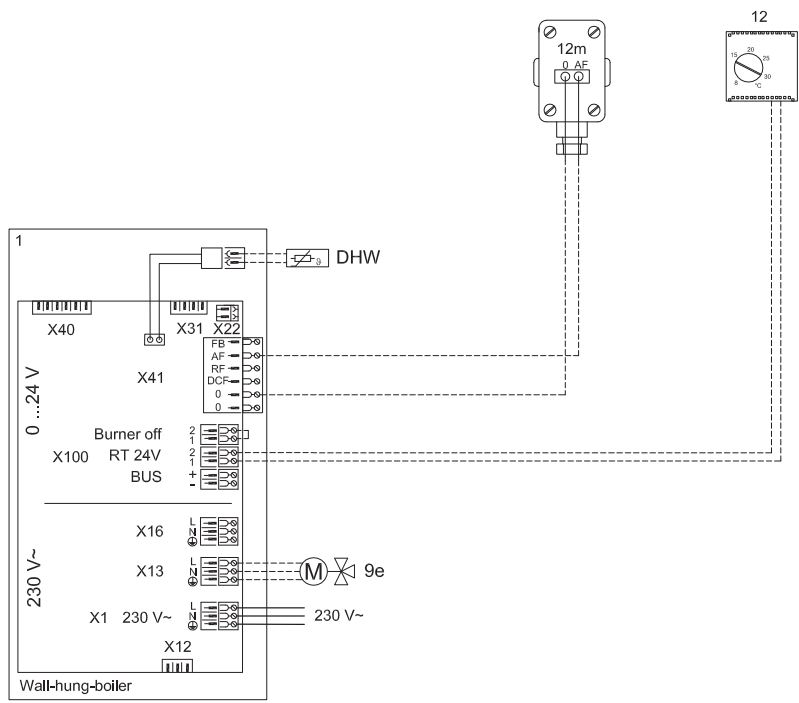 12
12m
0 AF
20
15 25
8 30
°C
1
ϑ DHW
X40 X31 X22
FB
AF
RF
DCF
0
0
X41
0 ...24 V
Burner off 2
1
X100 RT 24V 2
1
BUS +
-
230 V~
X16 L
N
X13 L
N
M 9e
X1 230 V~ L
N
230 V~
X12
Wall-hung-boiler